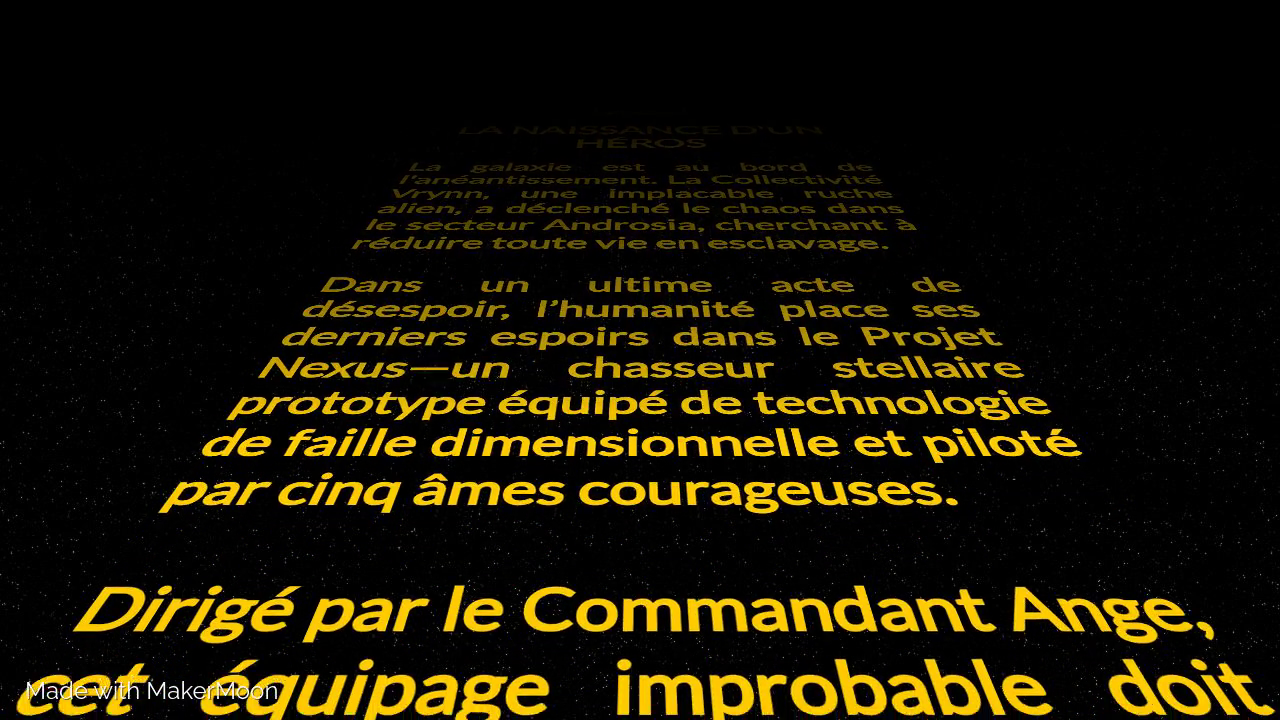 LA NAISSANCE D'UN
HÉROS
La galaxie est au bord de
l'anéantissement. La Collectivité
Vrynn, une implacable ruche
alien, a déclenché le chaos dans
le secteur Androsia, cherchant à
réduire toute vie en esclavage.
Dans un ultime acte de
désespoir, l’humanité place ses
derniers espoirs dans le Projet
Nexus—un chasseur stellaire
prototype équipé de technologie
de faille dimensionnelle et piloté
par cinq âmes courageuses.
Dirigé par le Commandant Ange,
cet équipage improbable doit
Made with MakerMoon